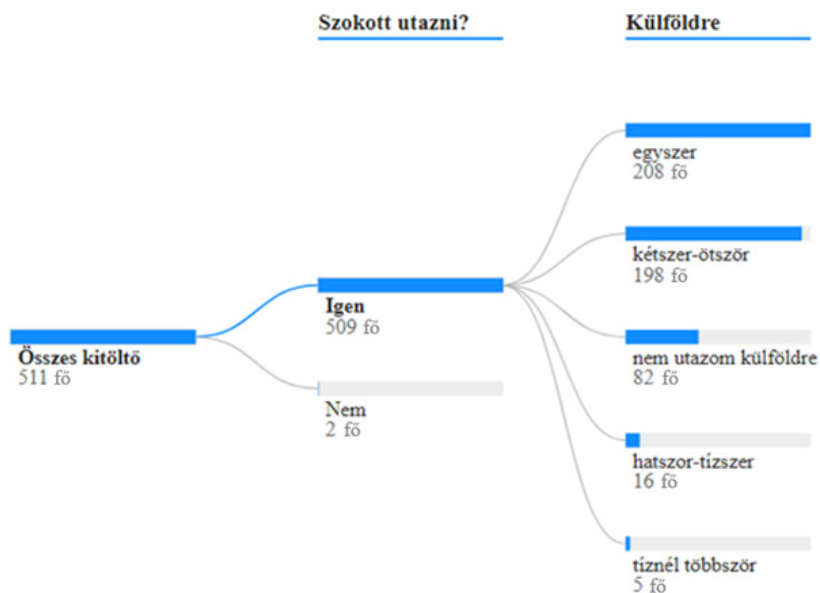 Szokott utazni?
Külföldre
egyszer
208 fő
kétszer-ötször
198 fő
Igen
509 fő
Összes kitöltő
511 fő
nem utazom külföldre
82 fő
Nem
2 fő
hatszor-tízszer
16 fő
tíznél többször
5 fő